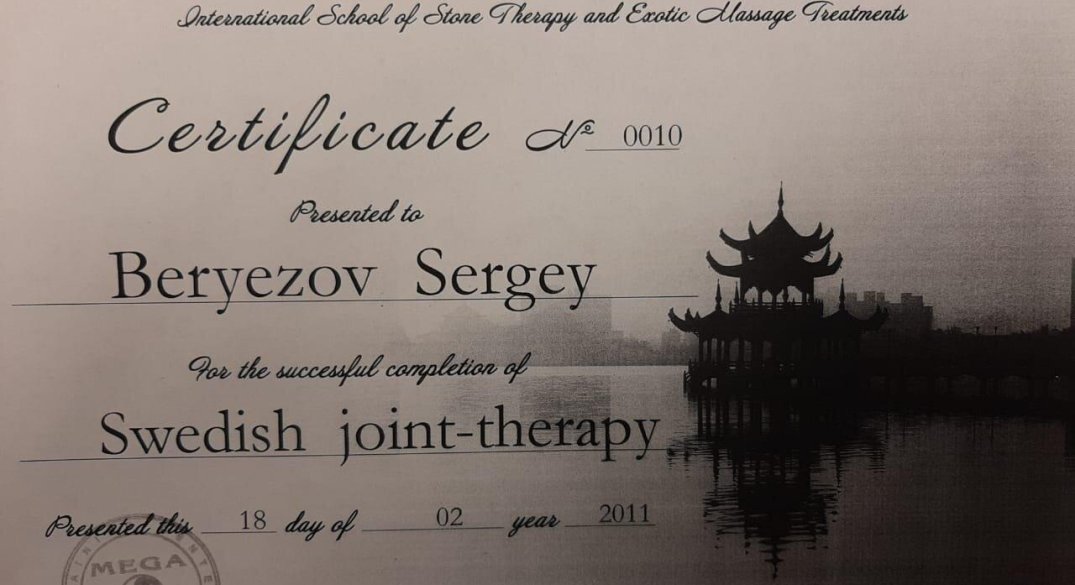 International School of Stone Therapy and Exotic Massage Treatments
Certificate № 0010
Presented to
Beryezov Sergey
For the successful completion of
Swedish joint-therapy
Presented this 18 day of 02 year 2011
MEGA